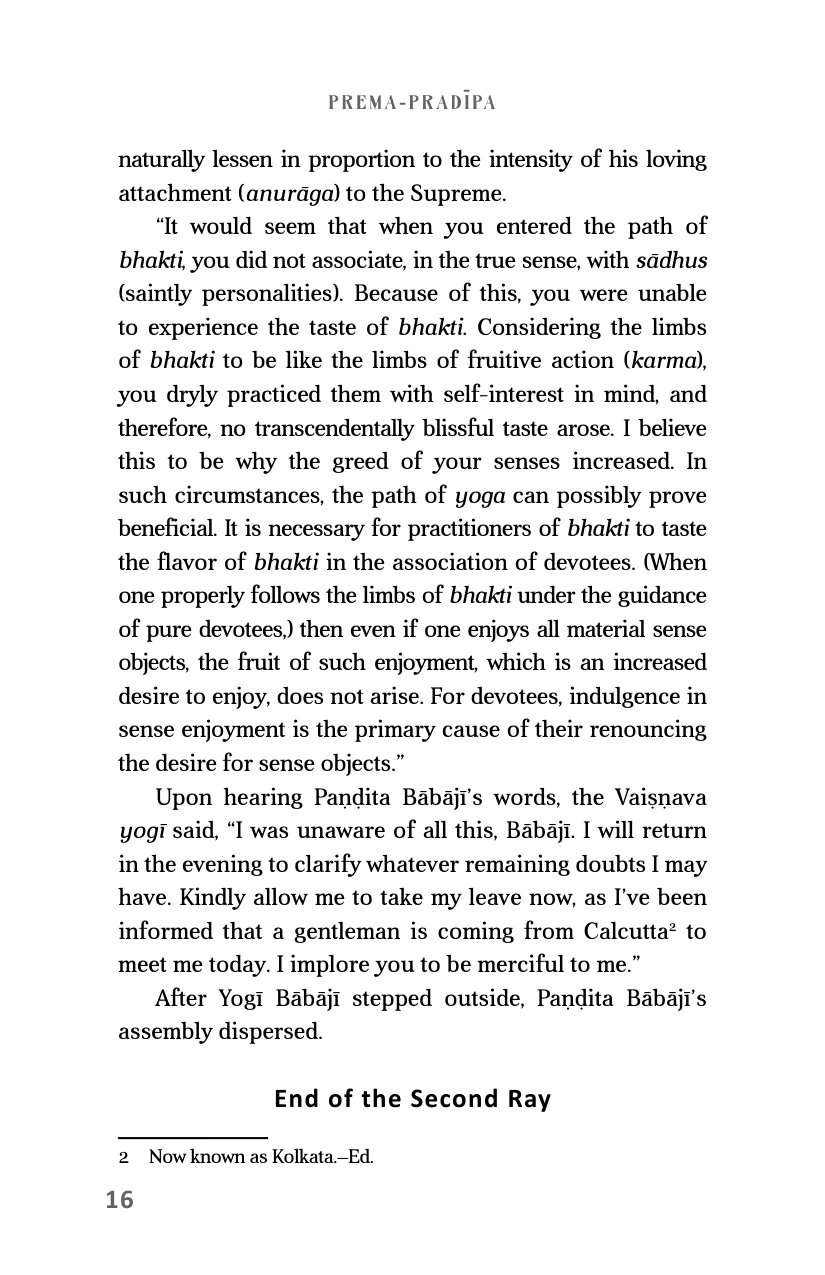 PREMA-PRADĪPA
naturally lessen in proportion to the intensity of his loving
attachment (anurāga) to the Supreme.
“It would seem that when you entered the path of
bhakti, you did not associate, in the true sense, with sādhus
(saintly personalities). Because of this, you were unable
to experience the taste of bhakti. Considering the limbs
of bhakti to be like the limbs of fruitive action (karma),
you dryly practiced them with self-interest in mind, and
therefore, no transcendentally blissful taste arose. I believe
this to be why the greed of your senses increased. In
such circumstances, the path of yoga can possibly prove
beneficial. It is necessary for practitioners of bhakti to taste
the flavor of bhakti in the association of devotees. (When
one properly follows the limbs of bhakti under the guidance
of pure devotees,) then even if one enjoys all material sense
objects, the fruit of such enjoyment, which is an increased
desire to enjoy, does not arise. For devotees, indulgence in
sense enjoyment is the primary cause of their renouncing
the desire for sense objects.”
Upon hearing Paṇḍita Bābājī’s words, the Vaiṣṇava
yogī said, “I was unaware of all this, Bābājī. I will return
in the evening to clarify whatever remaining doubts I may
have. Kindly allow me to take my leave now, as I’ve been
informed that a gentleman is coming from Calcutta² to
meet me today. I implore you to be merciful to me.”
After Yogī Bābājī stepped outside, Paṇḍita Bābājī’s
assembly dispersed.
End of the Second Ray
2 Now known as Kolkata.–Ed.
16